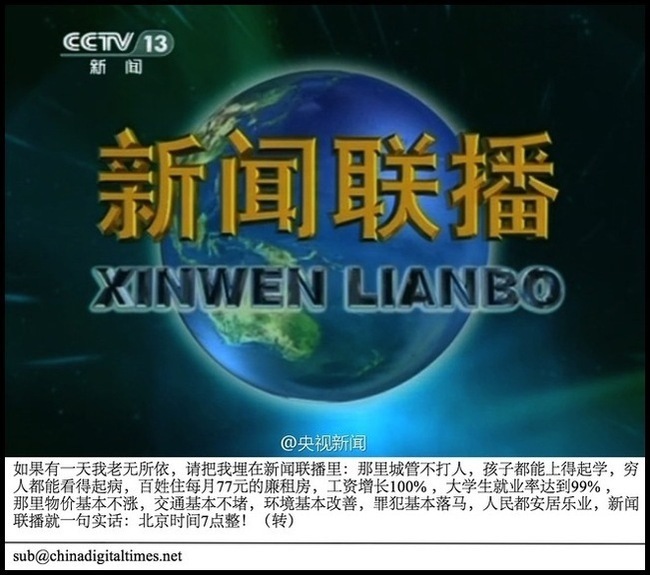 CCTV 13
新 闻
新闻联播
XINWEN LIANBO
@央视新闻
如果有一天我老无所依，请把我埋在新闻联播里：那里城管不打人，孩子都能上得起学，穷
人都能看得起病，百姓住每月77元的廉租房，工资增长100%，大学生就业率达到99%，
那里物价基本不涨，交通基本不堵，环境基本改善，罪犯基本落马，人民都安居乐业，新闻
联播就一句实话：北京时间7点整！（转）
sub@chinadigitaltimes.net